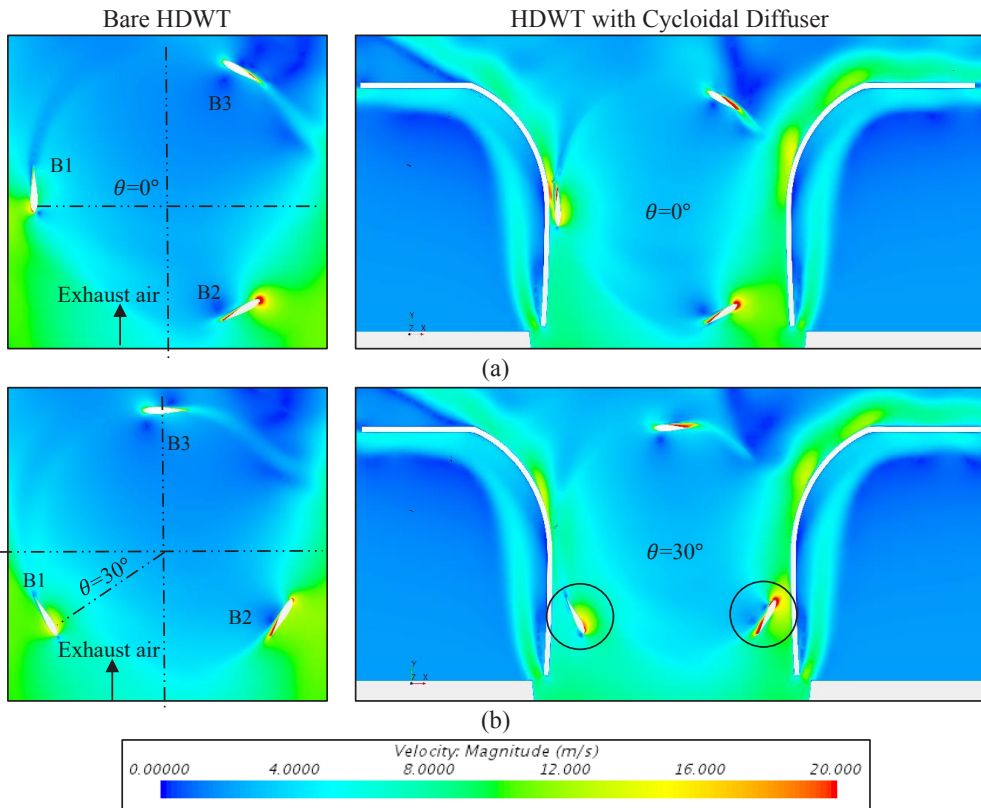 Bare HDWT
HDWT with Cycloidal Diffuser
B3
B1
θ=0°
B2
Exhaust air
θ=0°
Y
Z X
(a)
B3
θ=30°
B1
B2
Exhaust air
θ=30°
Y
Z X
(b)
Velocity: Magnitude (m/s)
0.00000 4.0000 8.0000 12.000 16.000 20.000